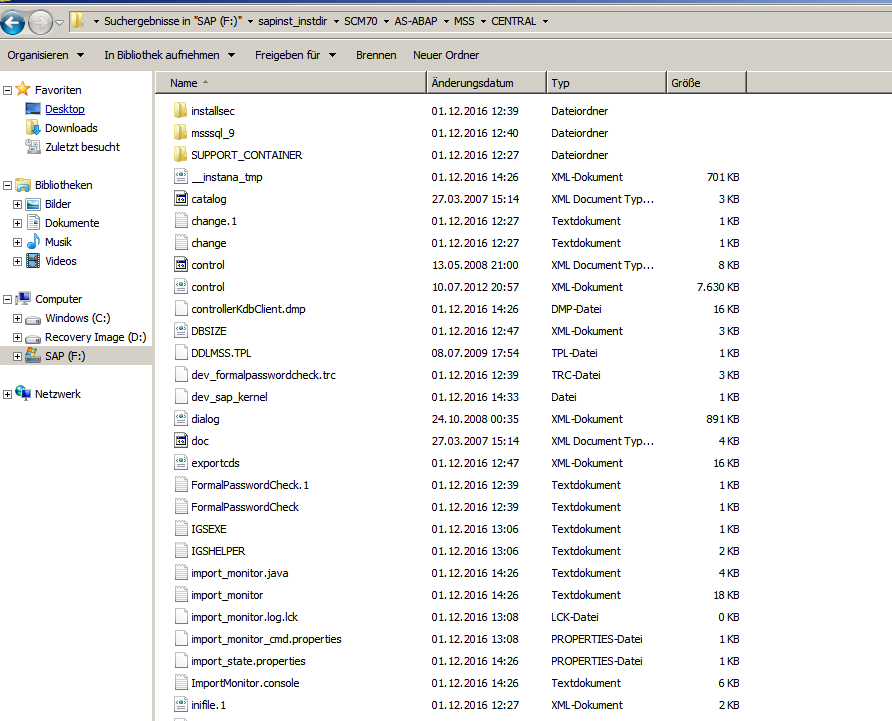 Suchergebnisse in "SAP (F:)" sapinst_instdir SCM70 AS-ABAP MSS CENTRAL
Organisieren In Bibliothek aufnehmen Freigeben für Brennen Neuer Ordner
Favoriten
Desktop
Downloads
Zuletzt besucht
Bibliotheken
Bilder
Dokumente
Musik
Videos
Computer
Windows (C:)
Recovery Image (D:)
SAP (F:)
Netzwerk
Name Änderungsdatum Typ Größe
installsec 01.12.2016 12:39 Dateiordner
msssql_9 01.12.2016 12:40 Dateiordner
SUPPORT_CONTAINER 01.12.2016 12:27 Dateiordner
__instana_tmp 01.12.2016 14:26 XML-Dokument 701 KB
catalog 27.03.2007 15:14 XML Document Typ... 3 KB
change.1 01.12.2016 12:27 Textdokument 1 KB
change 01.12.2016 12:27 Textdokument 1 KB
control 13.05.2008 21:00 XML Document Typ... 8 KB
control 10.07.2012 20:57 XML-Dokument 7.630 KB
controllerKdbClient.dmp 01.12.2016 14:26 DMP-Datei 16 KB
DBSIZE 01.12.2016 12:47 XML-Dokument 3 KB
DDLMSS.TPL 08.07.2009 17:54 TPL-Datei 1 KB
dev_formalpasswordcheck.trc 01.12.2016 12:39 TRC-Datei 3 KB
dev_sap_kernel 01.12.2016 14:33 Datei 1 KB
dialog 24.10.2008 00:35 XML-Dokument 891 KB
doc 27.03.2007 15:14 XML Document Typ... 4 KB
exportcds 01.12.2016 12:47 XML-Dokument 16 KB
FormalPasswordCheck.1 01.12.2016 12:39 Textdokument 1 KB
FormalPasswordCheck 01.12.2016 12:39 Textdokument 1 KB
IGSEXE 01.12.2016 13:06 Textdokument 1 KB
IGSHELPER 01.12.2016 13:06 Textdokument 2 KB
import_monitor.java 01.12.2016 14:26 Textdokument 4 KB
import_monitor 01.12.2016 14:26 Textdokument 18 KB
import_monitor.log.lck 01.12.2016 13:08 LCK-Datei 0 KB
import_monitor_cmd.properties 01.12.2016 13:08 PROPERTIES-Datei 1 KB
import_state.properties 01.12.2016 14:26 PROPERTIES-Datei 1 KB
ImportMonitor.console 01.12.2016 14:26 Textdokument 6 KB
inifile.1 01.12.2016 12:27 XML-Dokument 2 KB